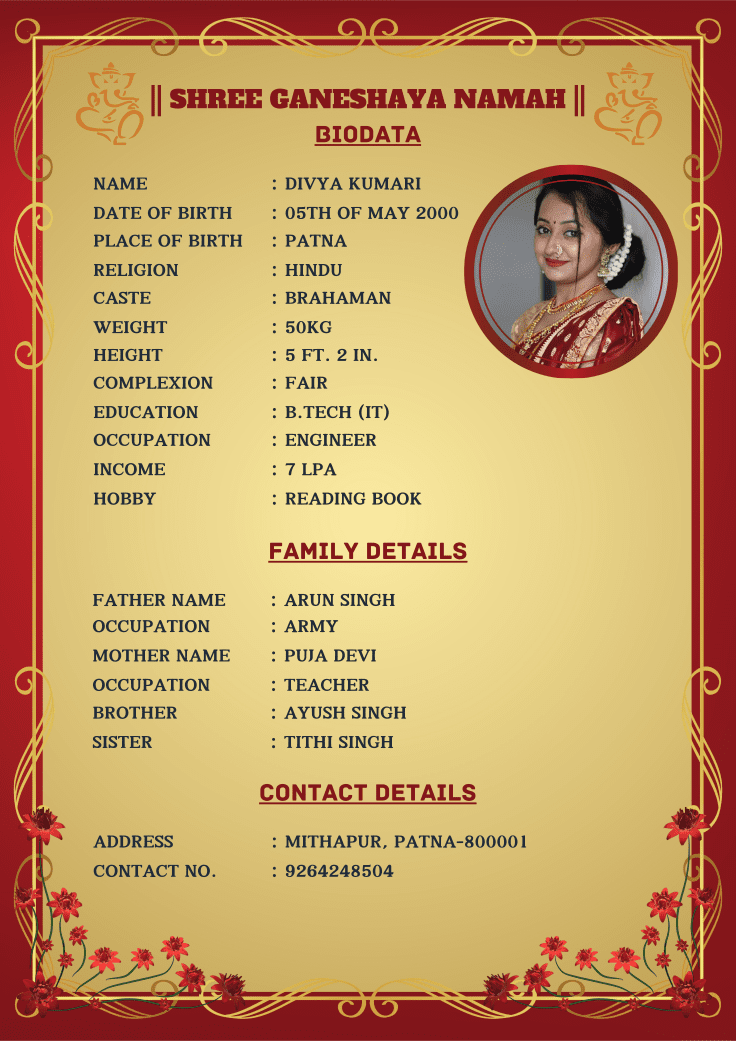 || SHREE GANESHAYA NAMAH ||
BIODATA
NAME : DIVYA KUMARI
DATE OF BIRTH : 05TH OF MAY 2000
PLACE OF BIRTH : PATNA
RELIGION : HINDU
CASTE : BRAHAMAN
WEIGHT : 50KG
HEIGHT : 5 FT. 2 IN.
COMPLEXION : FAIR
EDUCATION : B.TECH (IT)
OCCUPATION : ENGINEER
INCOME : 7 LPA
HOBBY : READING BOOK
FAMILY DETAILS
FATHER NAME : ARUN SINGH
OCCUPATION : ARMY
MOTHER NAME : PUJA DEVI
OCCUPATION : TEACHER
BROTHER : AYUSH SINGH
SISTER : TITHI SINGH
CONTACT DETAILS
ADDRESS : MITHAPUR, PATNA-800001
CONTACT NO. : 9264248504